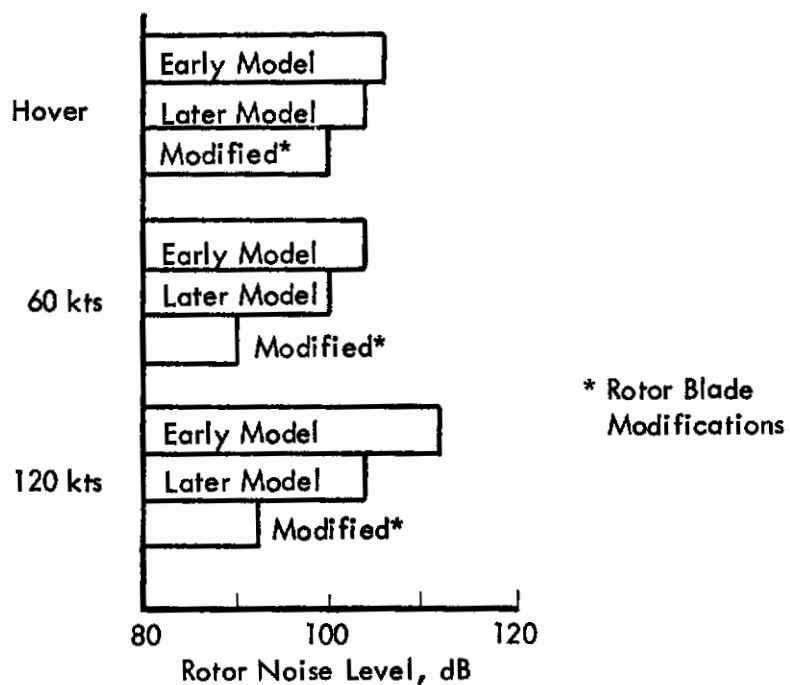 Early Model
Hover
Later Model
Modified*
Early Model
60 kts
Later Model
Modified*
* Rotor Blade
Modifications
Early Model
120 kts
Later Model
Modified*
80
100
120
Rotor Noise Level, dB